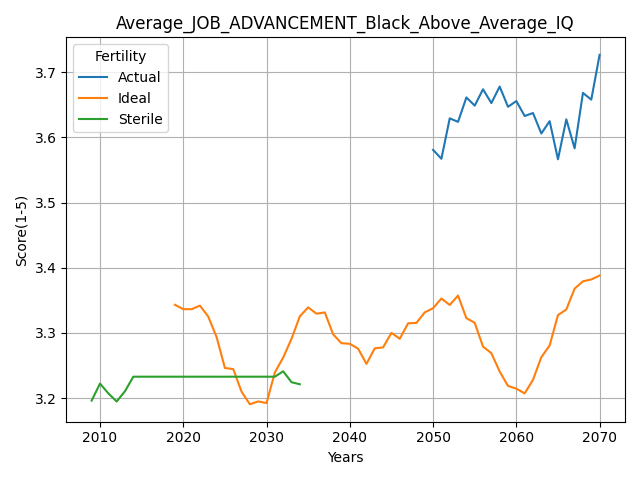 Average_JOB_ADVANCEMENT_Black_Above_Average_IQ
Fertility
Actual
Ideal
Sterile
Score(1-5)
3.7
3.6
3.5
3.4
3.3
3.2
2010 2020 2030 2040 2050 2060 2070
Years